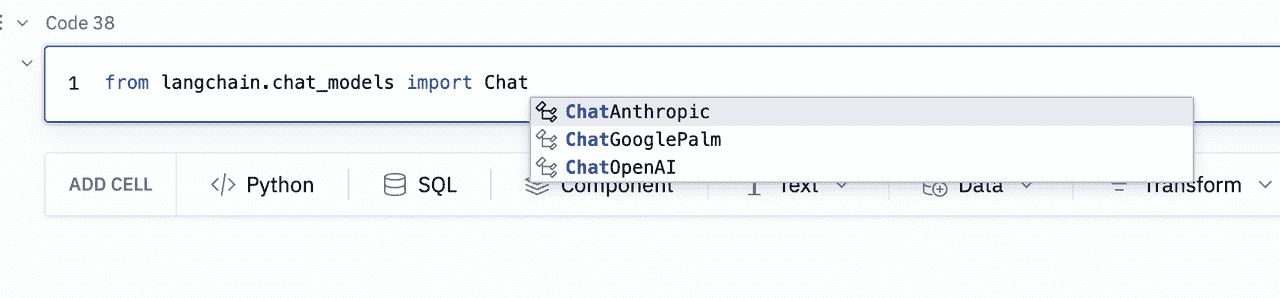 Code 38
1 from langchain.chat_models import Chat
ChatAnthropic
ChatGooglePalm
ChatOpenAI
ADD CELL Python SQL Component Text Data Transform